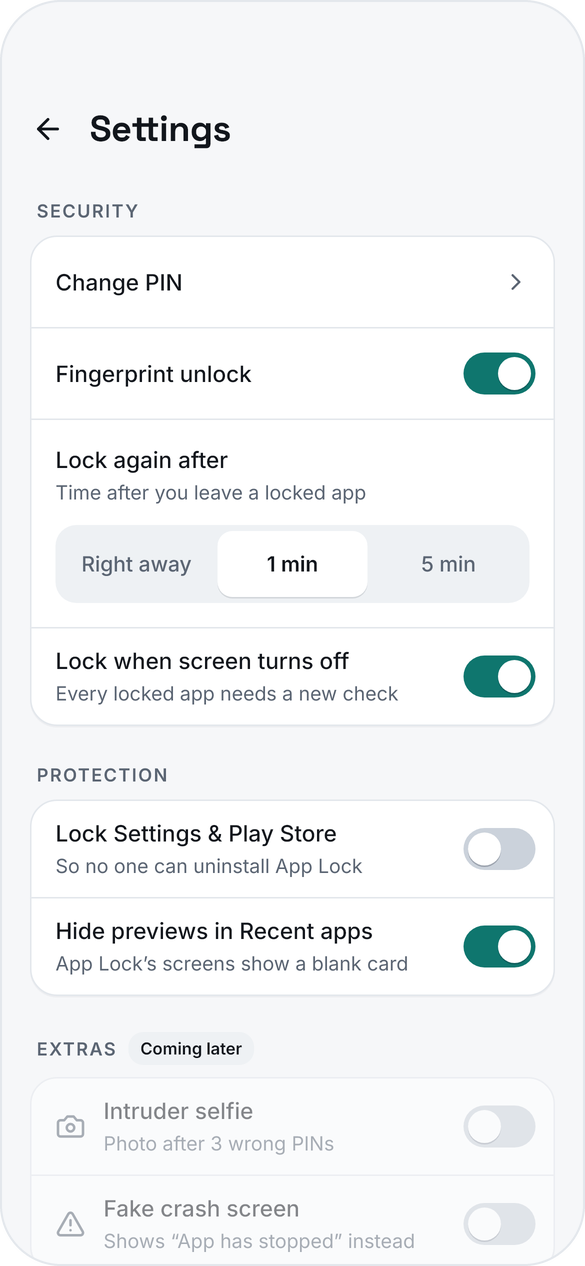 Settings
SECURITY
Change PIN
Fingerprint unlock
Lock again after
Time after you leave a locked app
Right away 1 min 5 min
Lock when screen turns off
Every locked app needs a new check
PROTECTION
Lock Settings & Play Store
So no one can uninstall App Lock
Hide previews in Recent apps
App Lock’s screens show a blank card
EXTRAS Coming later
Intruder selfie
Photo after 3 wrong PINs
Fake crash screen
Shows “App has stopped” instead